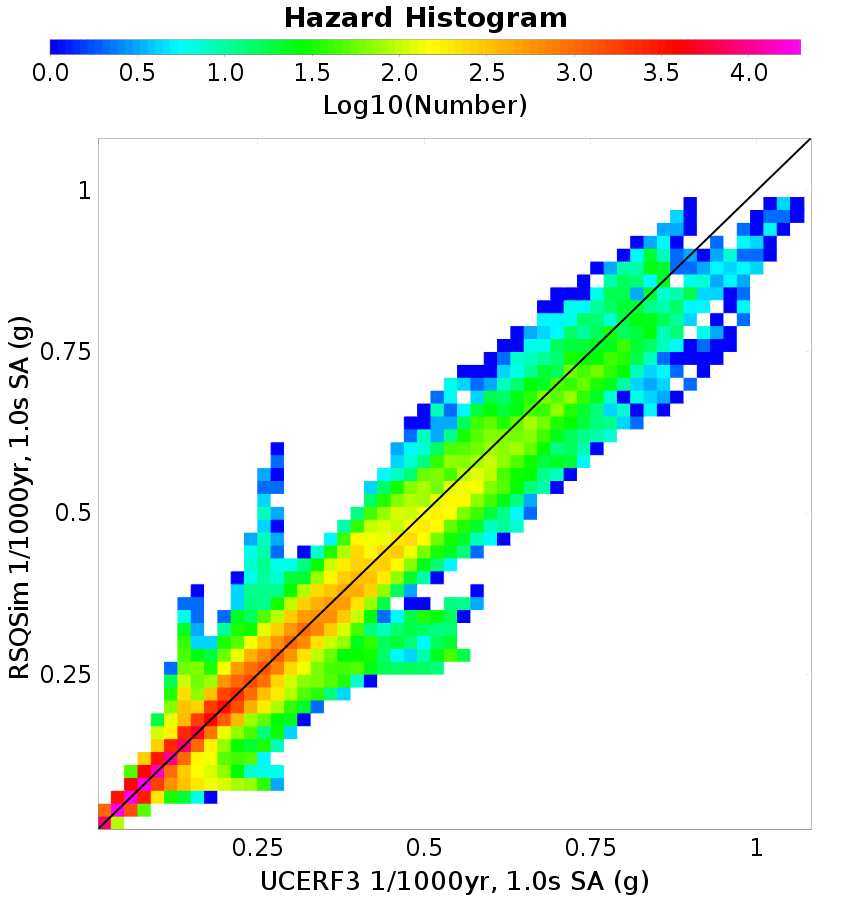 Hazard Histogram
0.0 0.5 1.0 1.5 2.0 2.5 3.0 3.5 4.0
Log10(Number)
1
0.75
0.5
0.25
RSQSim 1/1000yr, 1.0s SA (g)
0.25 0.5 0.75 1
UCERF3 1/1000yr, 1.0s SA (g)